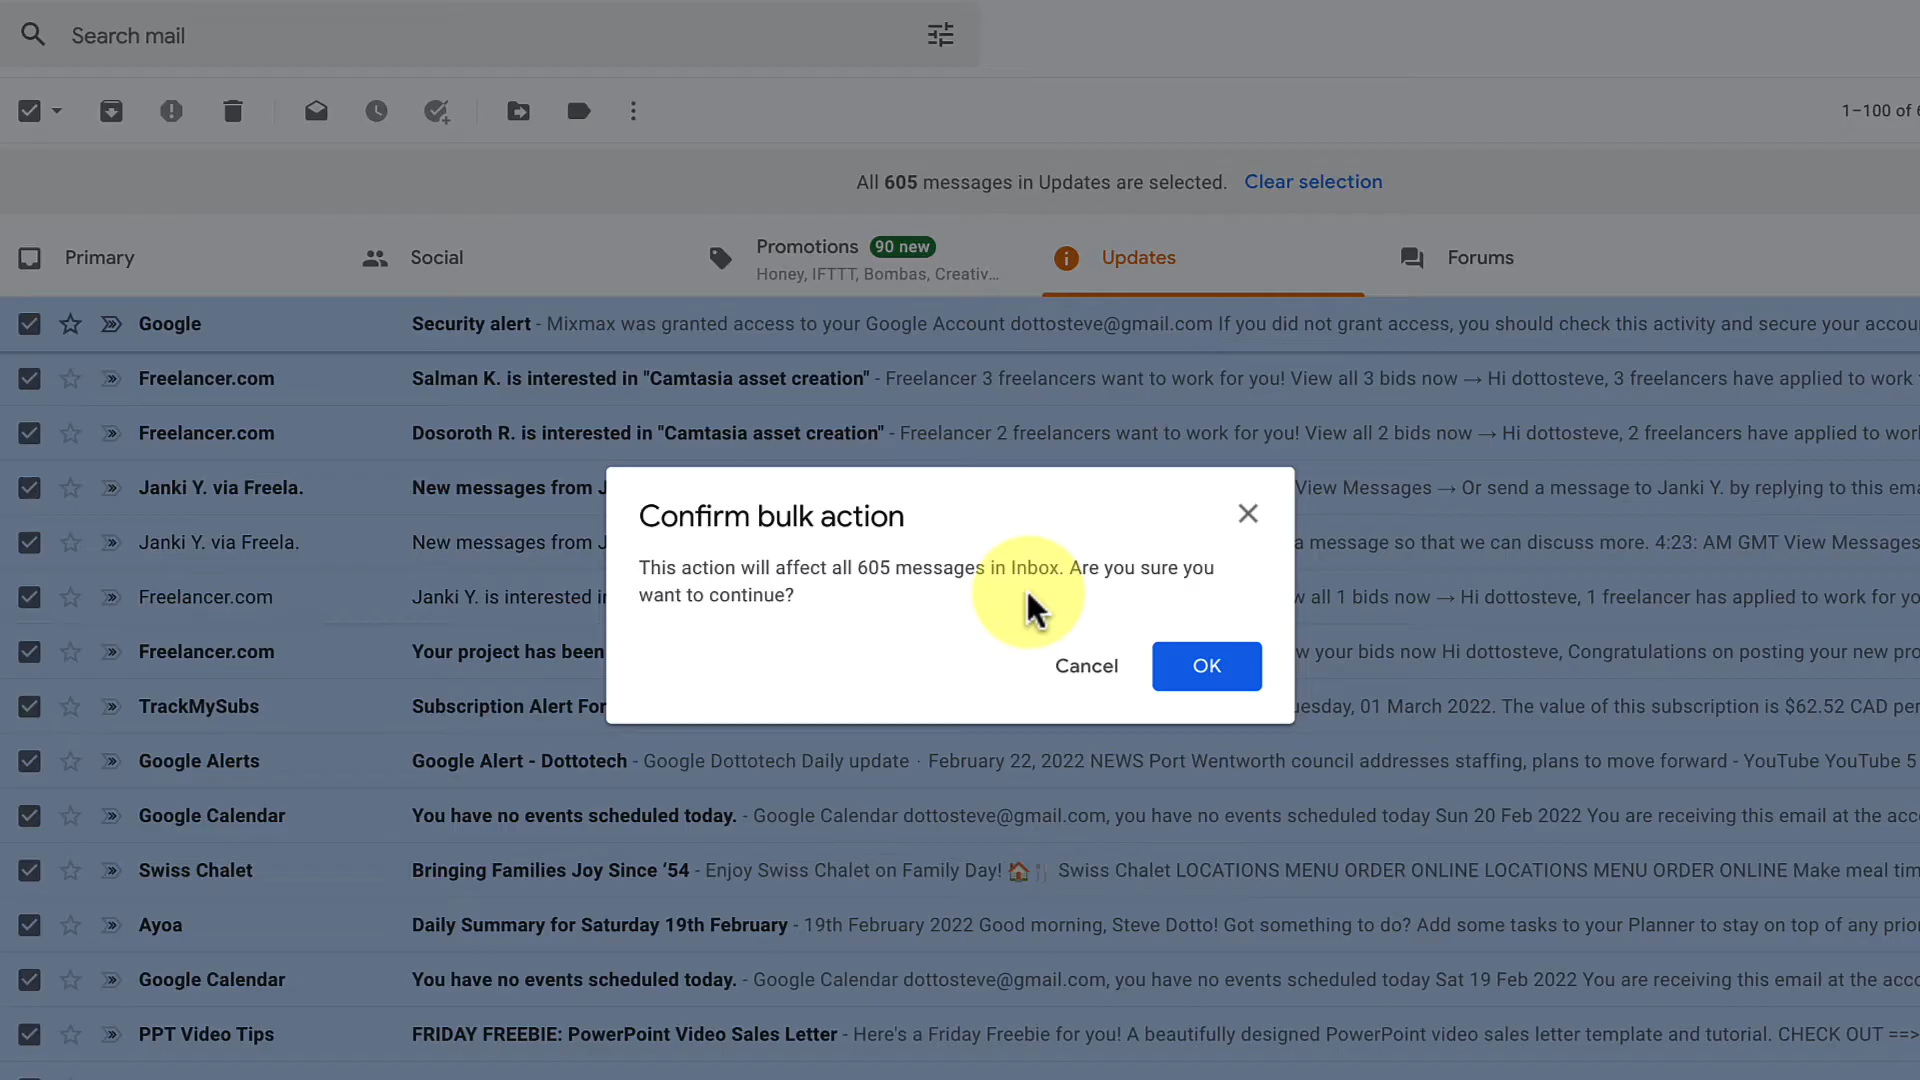 Search mail
1–100 of
All 605 messages in Updates are selected. Clear selection
Primary
Social
Promotions 90 new
Honey, IFTTT, Bombas, Creativ...
Updates
Forums
Google Security alert - Mixmax was granted access to your Google Account dottosteve@gmail.com If you did not grant access, you should check this activity and secure your accou
Freelancer.com Salman K. is interested in "Camtasia asset creation" - Freelancer 3 freelancers want to work for you! View all 3 bids now → Hi dottosteve, 3 freelancers have applied to work
Freelancer.com Dosoroth R. is interested in "Camtasia asset creation" - Freelancer 2 freelancers want to work for you! View all 2 bids now → Hi dottosteve, 2 freelancers have applied to worl
Janki Y. via Freela. New messages from J View Messages → Or send a message to Janki Y. by replying to this ema
Janki Y. via Freela. New messages from J a message so that we can discuss more. 4:23: AM GMT View Messages
Freelancer.com Janki Y. is interested in w all 1 bids now → Hi dottosteve, 1 freelancer has applied to work for yo
Freelancer.com Your project has been w your bids now Hi dottosteve, Congratulations on posting your new pro
TrackMySubs Subscription Alert For uesday, 01 March 2022. The value of this subscription is $62.52 CAD per
Confirm bulk action
This action will affect all 605 messages in Inbox. Are you sure you
want to continue?
Cancel
OK
Google Alerts Google Alert - Dottotech - Google Dottotech Daily update · February 22, 2022 NEWS Port Wentworth council addresses staffing, plans to move forward - YouTube YouTube 5
Google Calendar You have no events scheduled today. - Google Calendar dottosteve@gmail.com, you have no events scheduled today Sun 20 Feb 2022 You are receiving this email at the acc
Swiss Chalet Bringing Families Joy Since ‘54 - Enjoy Swiss Chalet on Family Day! 🏠🍴 Swiss Chalet LOCATIONS MENU ORDER ONLINE LOCATIONS MENU ORDER ONLINE Make meal tim
Ayoa Daily Summary for Saturday 19th February - 19th February 2022 Good morning, Steve Dotto! Got something to do? Add some tasks to your Planner to stay on top of any prior
Google Calendar You have no events scheduled today. - Google Calendar dottosteve@gmail.com, you have no events scheduled today Sat 19 Feb 2022 You are receiving this email at the acco
PPT Video Tips FRIDAY FREEBIE: PowerPoint Video Sales Letter - Here's a Friday Freebie for you! A beautifully designed PowerPoint video sales letter template and tutorial. CHECK OUT ==>